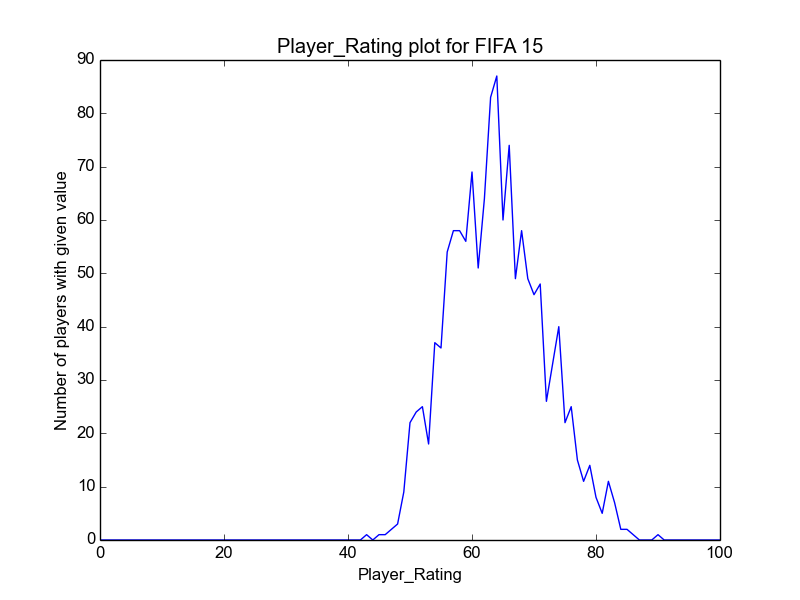 Player_Rating plot for FIFA 15
90
80
70
60
50
40
30
20
10
0
0 20 40 60 80 100
Number of players with given value
Player_Rating